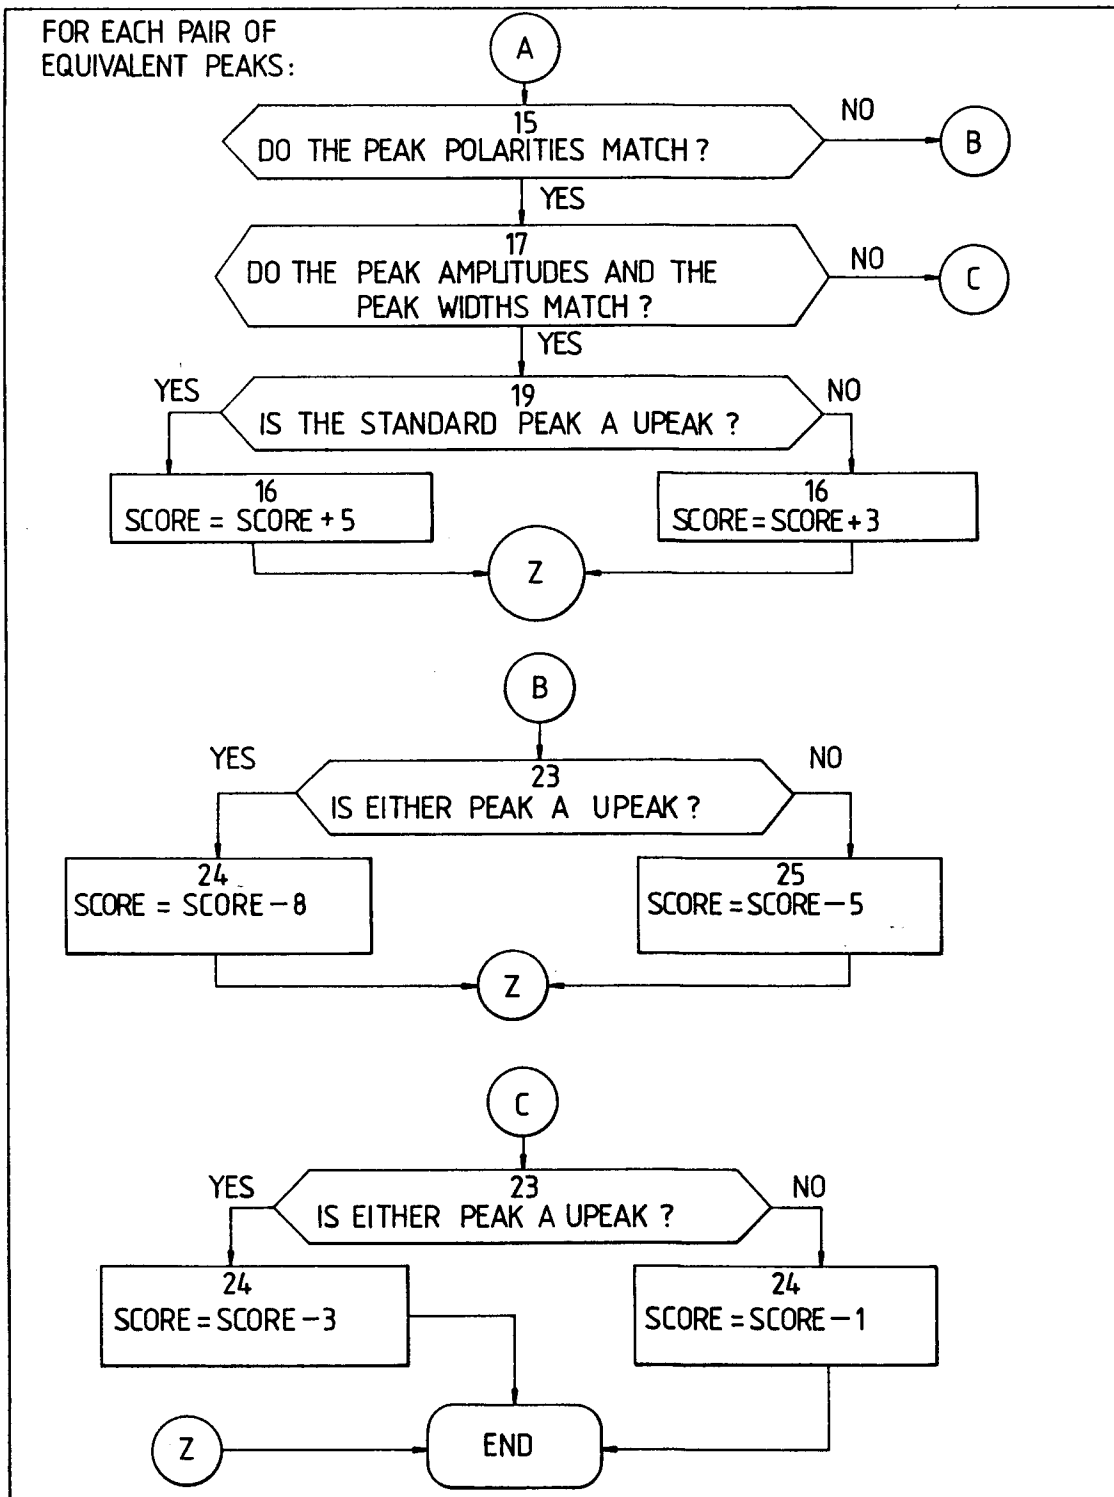 FOR EACH PAIR OF
EQUIVALENT PEAKS:
A
15
DO THE PEAK POLARITIES MATCH?
NO
B
YES
17
DO THE PEAK AMPLITUDES AND THE
PEAK WIDTHS MATCH?
NO
C
YES
YES
19
IS THE STANDARD PEAK A UPEAK?
NO
16
SCORE = SCORE + 5
16
SCORE = SCORE + 3
Z
B
YES
23
IS EITHER PEAK A UPEAK?
NO
24
SCORE = SCORE - 8
25
SCORE = SCORE - 5
Z
C
YES
23
IS EITHER PEAK A UPEAK?
NO
24
SCORE = SCORE - 3
24
SCORE = SCORE - 1
Z
END